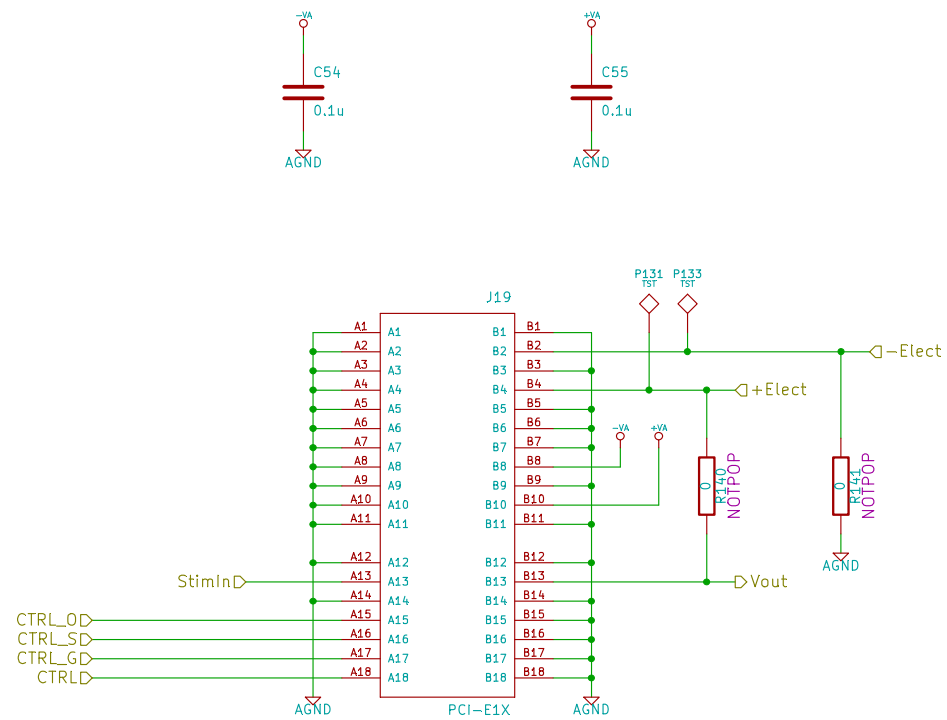 -VA
+VA
C54
C55
0.1u
0.1u
AGND
AGND
P131
P133
TST
TST
J19
A1 A1 B1 B1
A2 A2 B2 B2
-Elect
A3 A3 B3 B3
A4 A4 B4 B4
+Elect
A5 A5 B5 B5
A6 A6 B6 B6
-VA
+VA
A7 A7 B7 B7
A8 A8 B8 B8
A9 A9 B9 B9
0
R140
NOTPOP
0
R141
NOTPOP
A10 A10 B10 B10
A11 A11 B11 B11
A12 A12 B12 B12
AGND
StimIn A13 A13 B13 B13 Vout
A14 A14 B14 B14
CTRL_O A15 A15 B15 B15
CTRL_S A16 A16 B16 B16
CTRL_G A17 A17 B17 B17
CTRL A18 A18 B18 B18
AGND
PCI-E1X
AGND